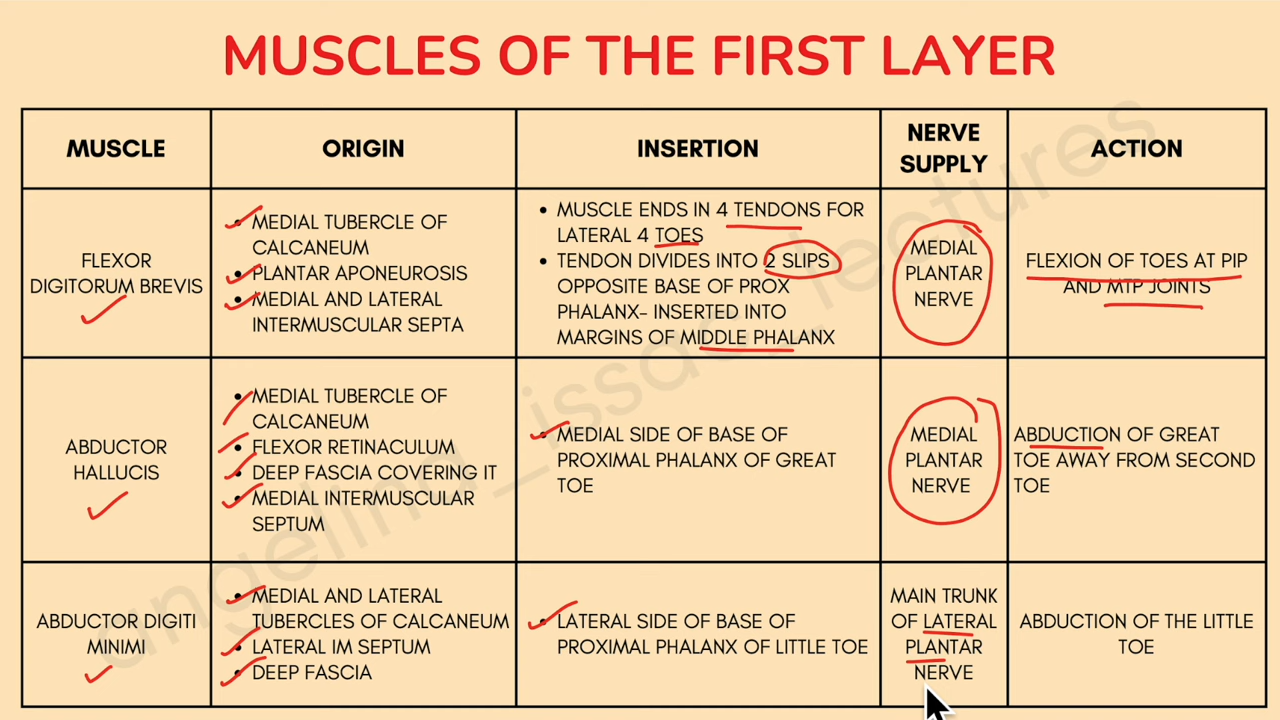 MUSCLES OF THE FIRST LAYER
MUSCLE
ORIGIN
INSERTION
NERVE
SUPPLY
ACTION
FLEXOR
DIGITORUM BREVIS
• MEDIAL TUBERCLE OF
CALCANEUM
• PLANTAR APONEUROSIS
• MEDIAL AND LATERAL
INTERMUSCULAR SEPTA
• MUSCLE ENDS IN 4 TENDONS FOR
LATERAL 4 TOES
• TENDON DIVIDES INTO 2 SLIPS
OPPOSITE BASE OF PROX
PHALANX- INSERTED INTO
MARGINS OF MIDDLE PHALANX
MEDIAL
PLANTAR
NERVE
FLEXION OF TOES AT PIP
AND MTP JOINTS
ABDUCTOR
HALLUCIS
• MEDIAL TUBERCLE OF
CALCANEUM
• FLEXOR RETINACULUM
• DEEP FASCIA COVERING IT
• MEDIAL INTERMUSCULAR
SEPTUM
• MEDIAL SIDE OF BASE OF
PROXIMAL PHALANX OF GREAT
TOE
MEDIAL
PLANTAR
NERVE
ABDUCTION OF GREAT
TOE AWAY FROM SECOND
TOE
ABDUCTOR DIGITI
MINIMI
• MEDIAL AND LATERAL
TUBERCLES OF CALCANEUM
• LATERAL IM SEPTUM
• DEEP FASCIA
• LATERAL SIDE OF BASE OF
PROXIMAL PHALANX OF LITTLE TOE
MAIN TRUNK
OF LATERAL
PLANTAR
NERVE
ABDUCTION OF THE LITTLE
TOE
angelina_issac_lectures